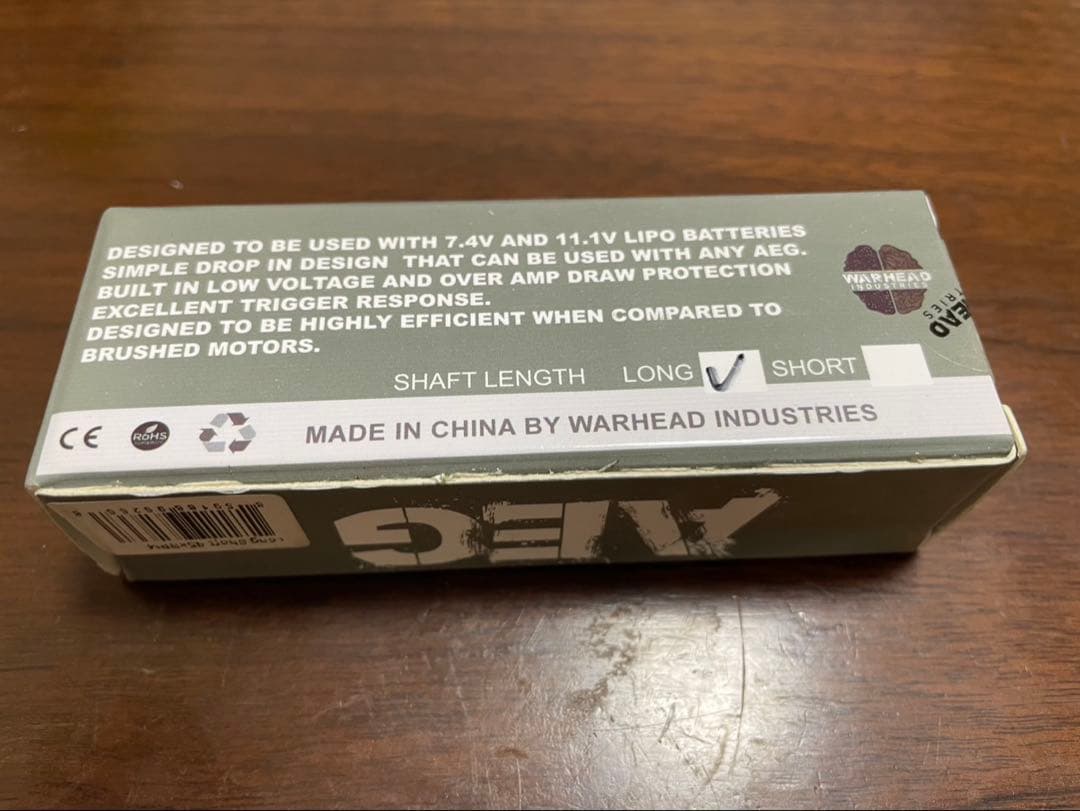 DESIGNED TO BE USED WITH 7.4V AND 11.1V LIPO BATTERIES
SIMPLE DROP IN DESIGN THAT CAN BE USED WITH ANY AEG.
BUILT IN LOW VOLTAGE AND OVER AMP DRAW PROTECTION
EXCELLENT TRIGGER RESPONSE.
DESIGNED TO BE HIGHLY EFFICIENT WHEN COMPARED TO
BRUSHED MOTORS.
WARHEAD
INDUSTRIES
SHAFT LENGTH LONG ✓ SHORT
CE RoHS MADE IN CHINA BY WARHEAD INDUSTRIES
AEG